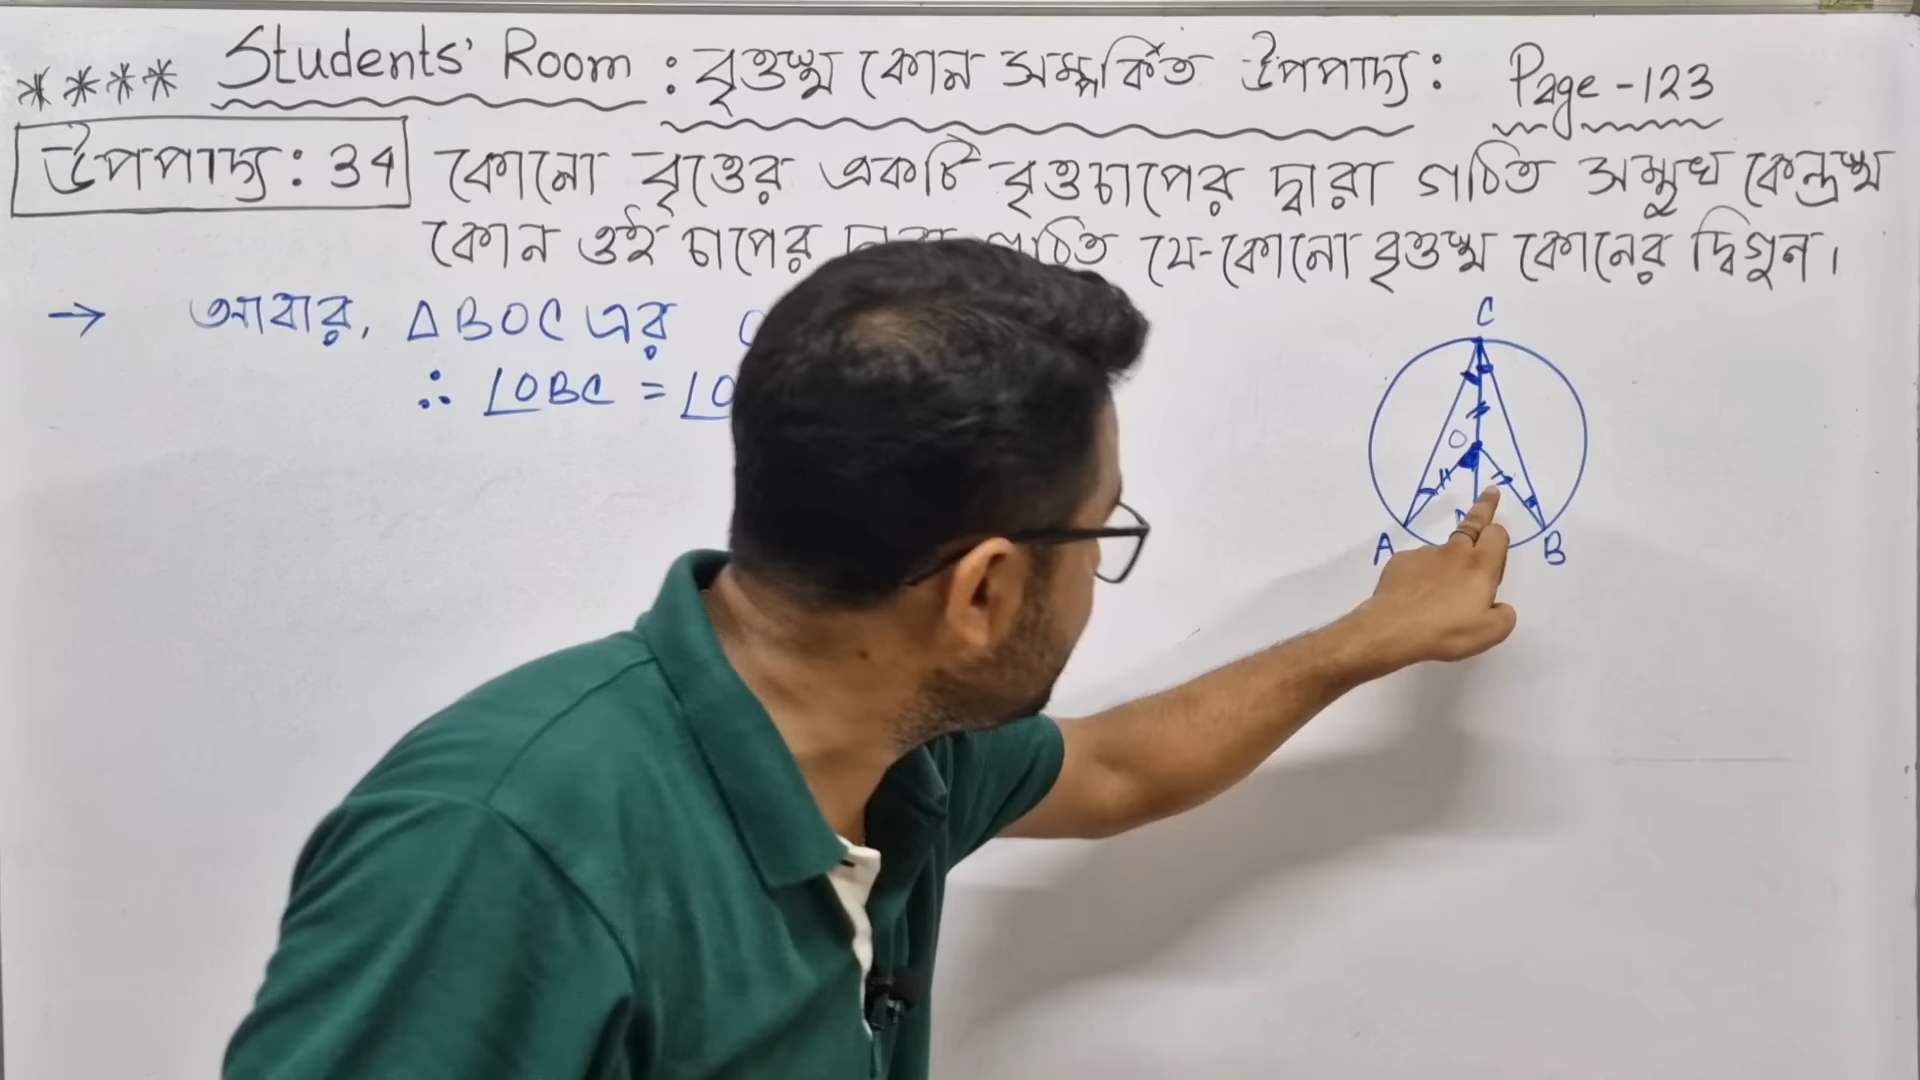 **** Students' Room : বৃত্তস্থ কোন সম্পর্কিত উপপাদ্য : Page-123
উপপাদ্য : 34 কোনো বৃত্তের একটি বৃত্তচাপের দ্বারা গঠিত সম্মুখ কেন্দ্রস্থ
কোন ওই চাপের গঠিত যে-কোনো বৃত্তস্থ কোনের দ্বিগুন।
→ আবার, ΔBOC এর
∴ ∠OBC = ∠O
C
O
A
B